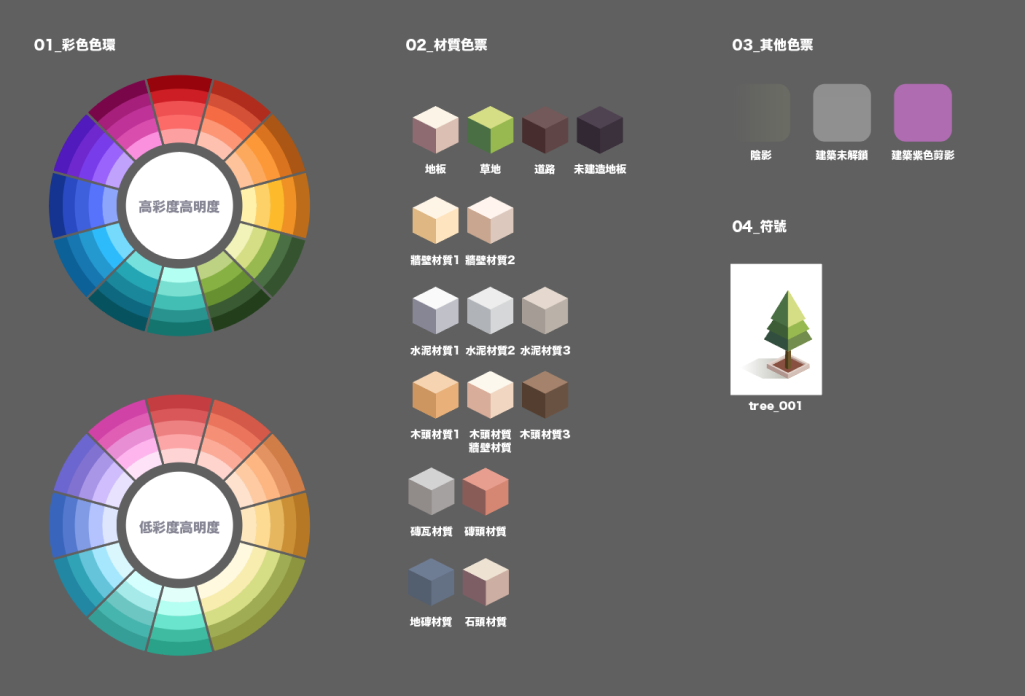 01_彩色色環
高彩度高明度
低彩度高明度
02_材質色票
地板
草地
道路
未建造地板
牆壁材質1
牆壁材質2
水泥材質1
水泥材質2
水泥材質3
木頭材質1
木頭材質
牆壁材質
木頭材質3
磚瓦材質
磚頭材質
地磚材質
石頭材質
03_其他色票
陰影
建築未解鎖
建築紫色剪影
04_符號
tree_001